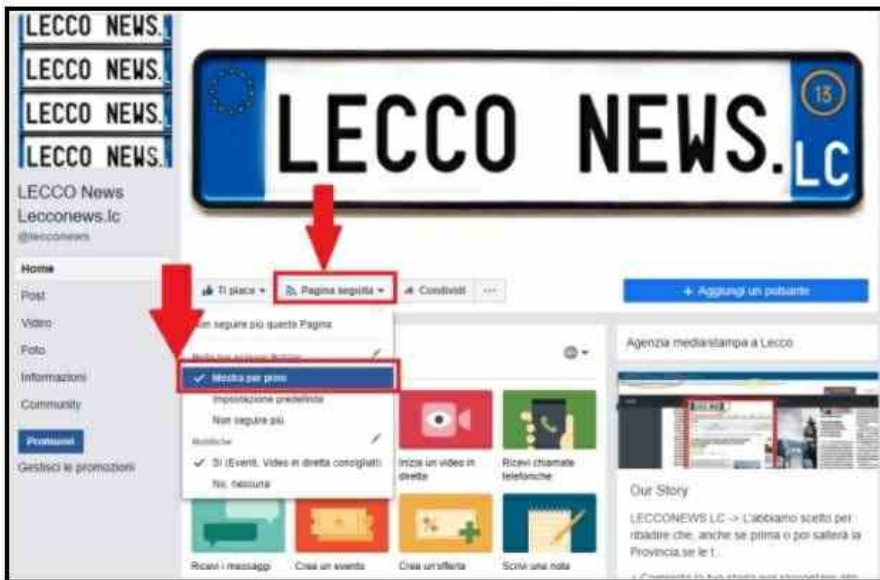 LECCO NEWS.
LECCO NEWS.
LECCO NEWS.
LECCO NEWS.
LECCO NEWS.LC
13
LECCO News
Lecconews.lc
@lecconews
Home
Post
Video
Foto
Informazioni
Community
Promuovi
Gestisci le promozioni
Ti piace
Pagina seguita
Condividi
...
+ Aggiungi un pulsante
Non seguire più questa Pagina
Mostra per primi
Impostazione predefinita
Non seguire più
Notifiche
Sì (Eventi, Video in diretta consigliati)
No, nessuna
Inizia un video in
diretta
Ricevi chiamate
telefoniche
Ricevi i messaggi
Crea un evento
Crea un'offerta
Scrivi una nota
Agenzia mediastampa a Lecco
Our Story
LECCONEWS.LC -> L'abbiamo scelto per
ribadire che, anche se prima o poi salterà la
Provincia,se le t...